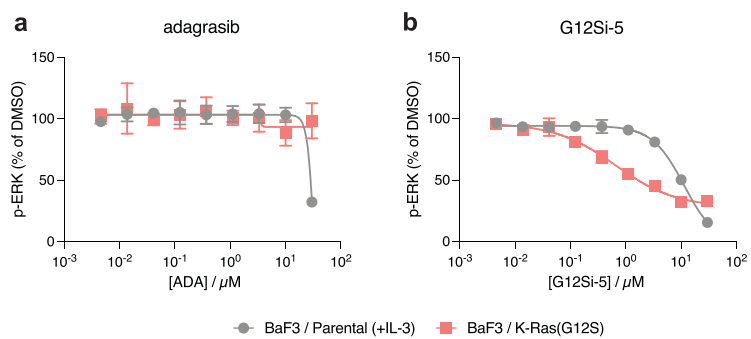 a
adagrasib
p-ERK (% of DMSO)
150
100
50
0
10⁻³
10⁻²
10⁻¹
10⁰
10¹
10²
[ADA] / µM
b
G12Si-5
p-ERK (% of DMSO)
150
100
50
0
10⁻³
10⁻²
10⁻¹
10⁰
10¹
10²
[G12Si-5] / µM
BaF3 / Parental (+IL-3)
BaF3 / K-Ras(G12S)